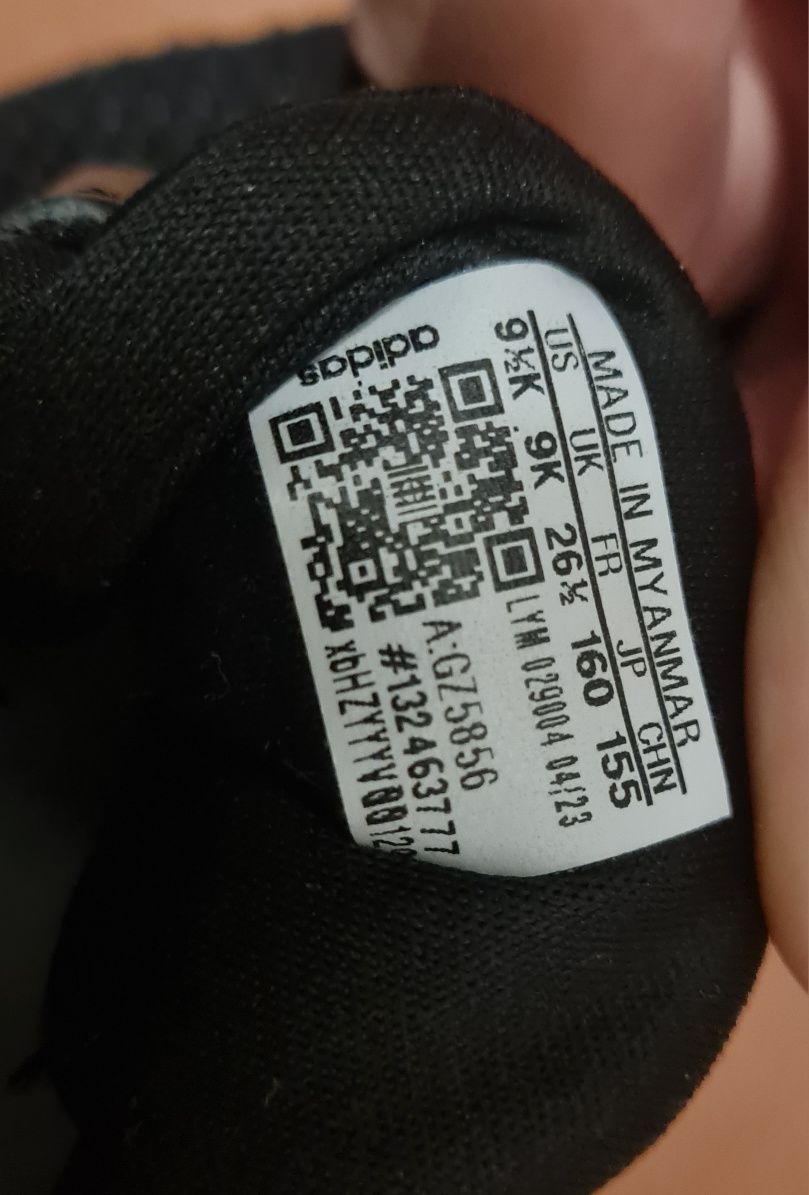 MADE IN MYANMAR
US UK FR JP CHN
9½K 9K 26½ 160 155
LYM 029004 04/23
A:GZ5856
#132463777
adidas